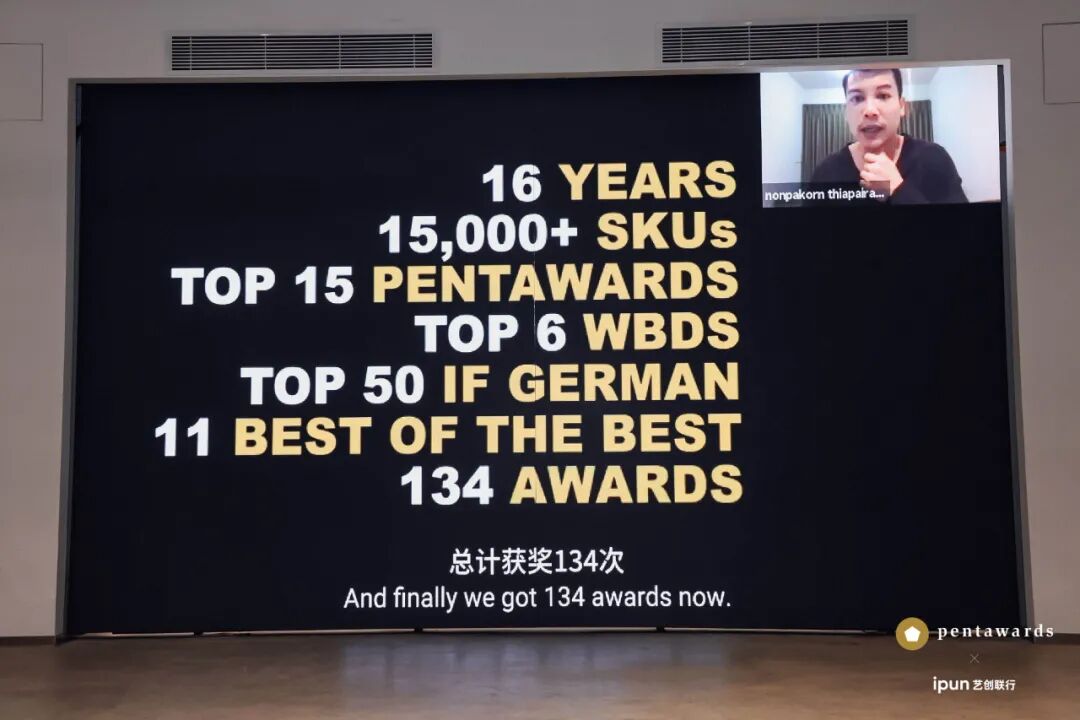 16 YEARS
15,000+ SKUs
TOP 15 PENTAWARDS
TOP 6 WBDS
TOP 50 IF GERMAN
11 BEST OF THE BEST
134 AWARDS
nonpakorn thiapaira...
总计获奖134次
And finally we got 134 awards now.
pentawards
×
ipun 艺创联行